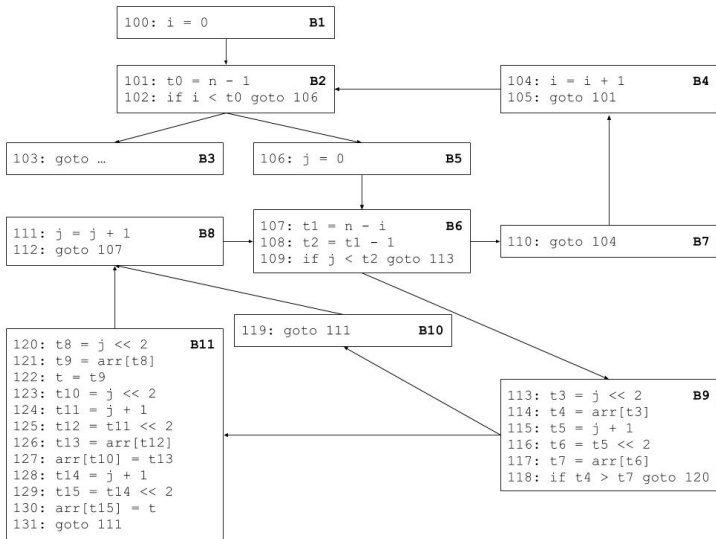 100: i = 0 B1
101: t0 = n - 1 B2
102: if i < t0 goto 106
104: i = i + 1 B4
105: goto 101
103: goto … B3
106: j = 0 B5
111: j = j + 1 B8
112: goto 107
107: t1 = n - i B6
108: t2 = t1 - 1
109: if j < t2 goto 113
110: goto 104 B7
119: goto 111 B10
120: t8 = j << 2 B11
121: t9 = arr[t8]
122: t = t9
123: t10 = j << 2
124: t11 = j + 1
125: t12 = t11 << 2
126: t13 = arr[t12]
127: arr[t10] = t13
128: t14 = j + 1
129: t15 = t14 << 2
130: arr[t15] = t
131: goto 111
113: t3 = j << 2 B9
114: t4 = arr[t3]
115: t5 = j + 1
116: t6 = t5 << 2
117: t7 = arr[t6]
118: if t4 > t7 goto 120